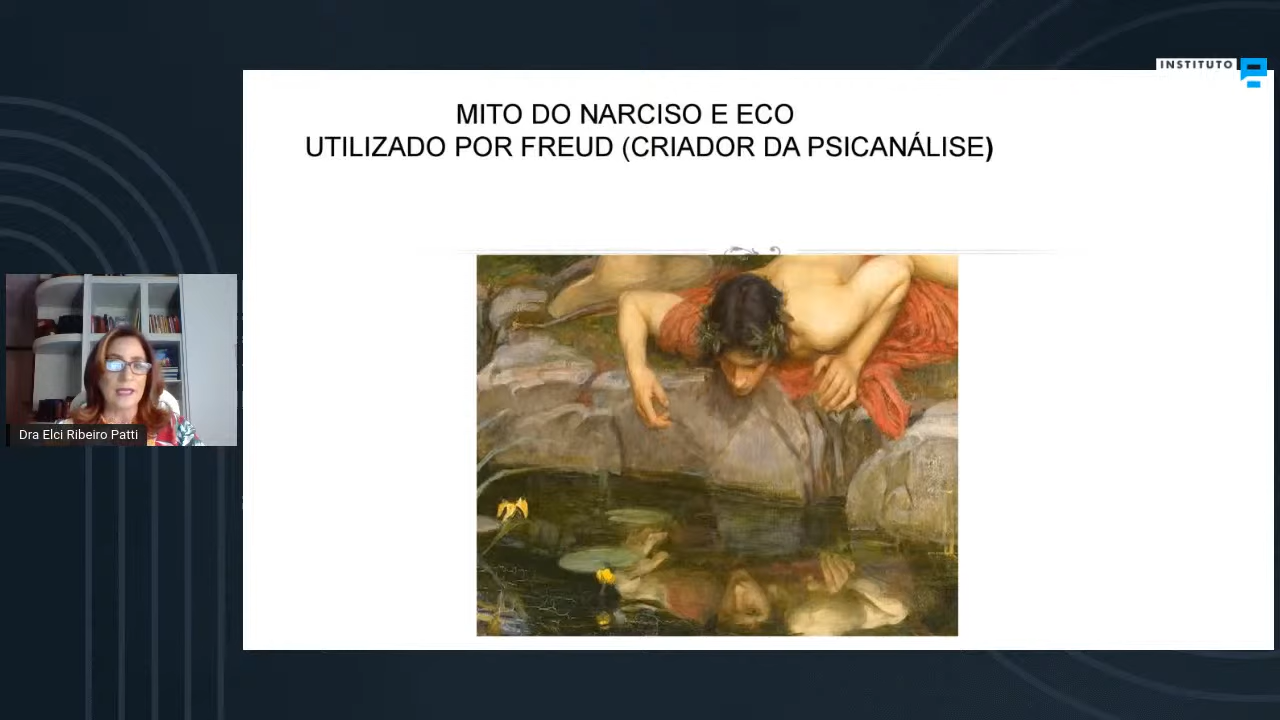 INSTITUTO
MITO DO NARCISO E ECO
UTILIZADO POR FREUD (CRIADOR DA PSICANÁLISE)
Dra Elci Ribeiro Patti